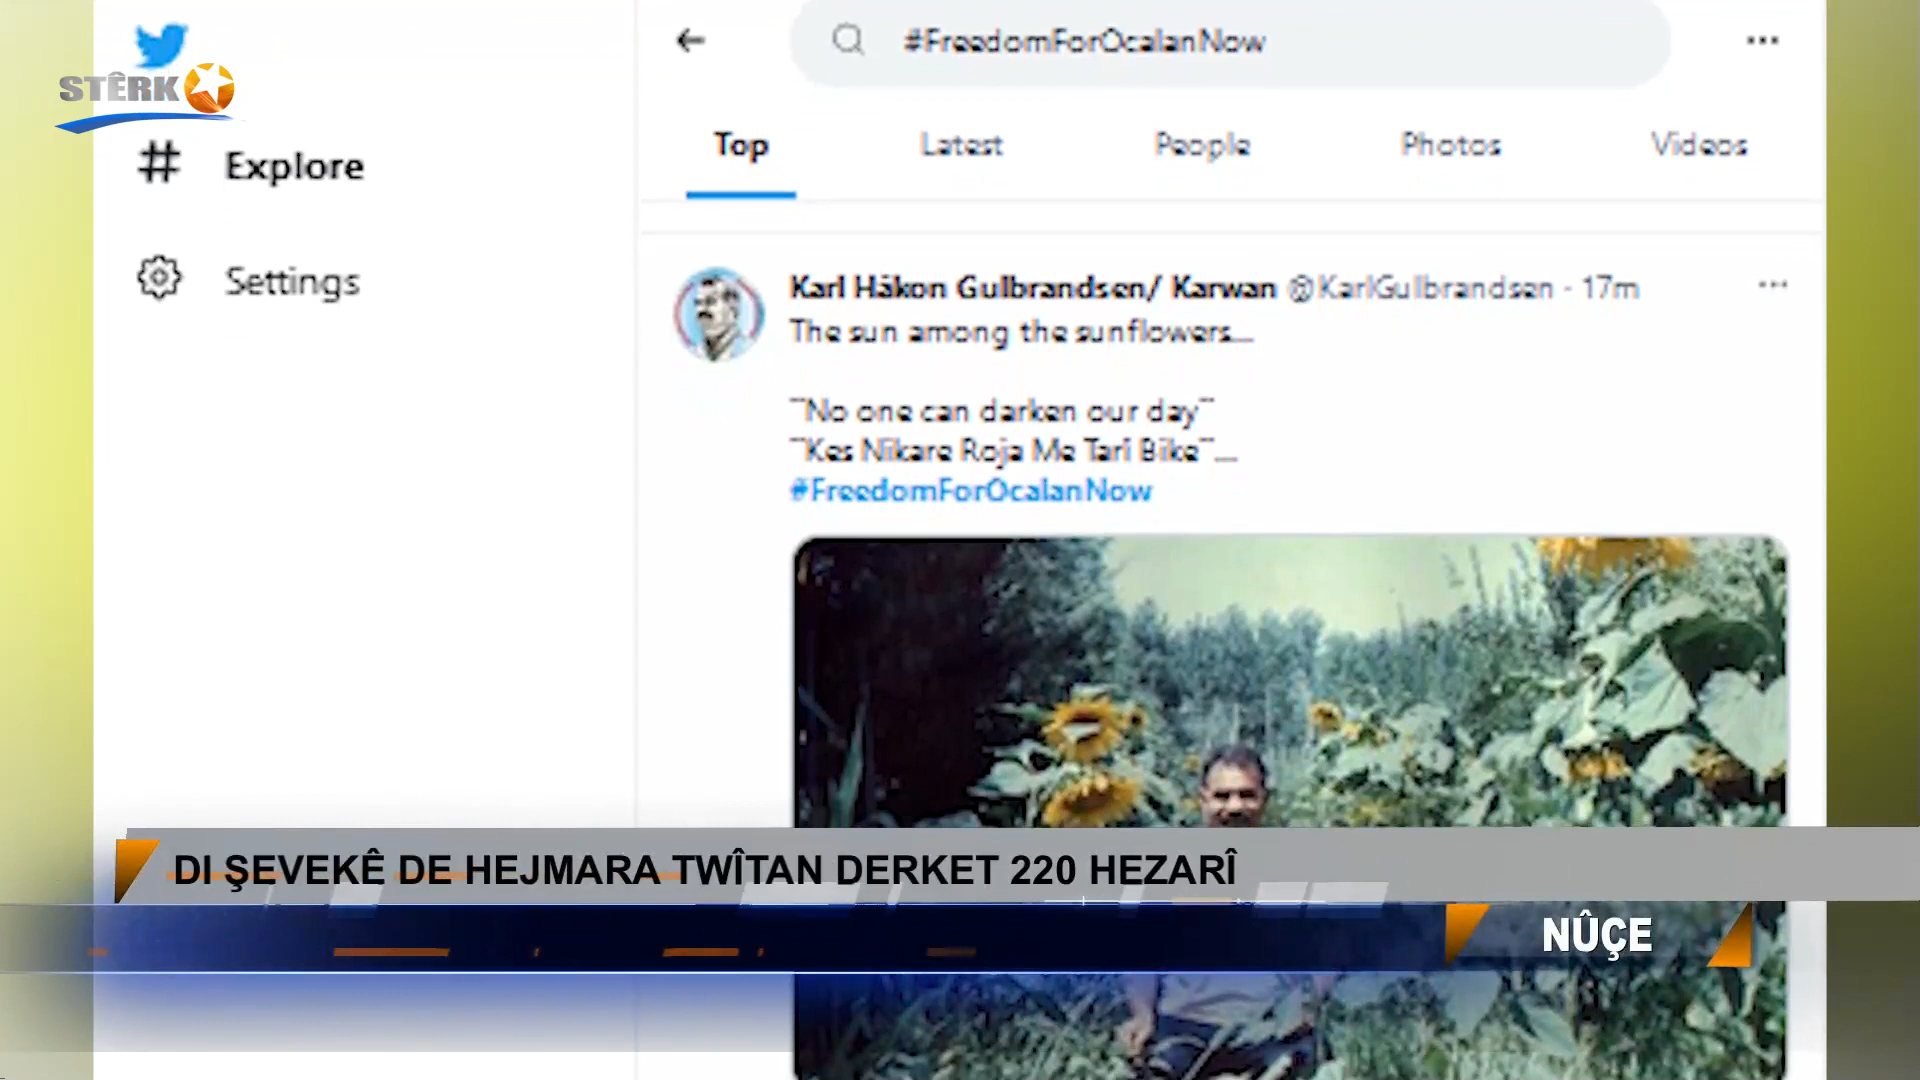 STÊRK
#FreedomForOcalanNow
Explore
Settings
Top
Latest
People
Photos
Videos
Karl Håkon Gulbrandsen/ Karwan @KarlGulbrandsen · 17m
The sun among the sunflowers....
¨No one can darken our day¨
¨Kes Nikare Roja Me Tarî Bike¨....
#FreedomForOcalanNow
DI ŞEVEKÊ DE HEJMARA TWÎTAN DERKET 220 HEZARÎ
NÛÇE